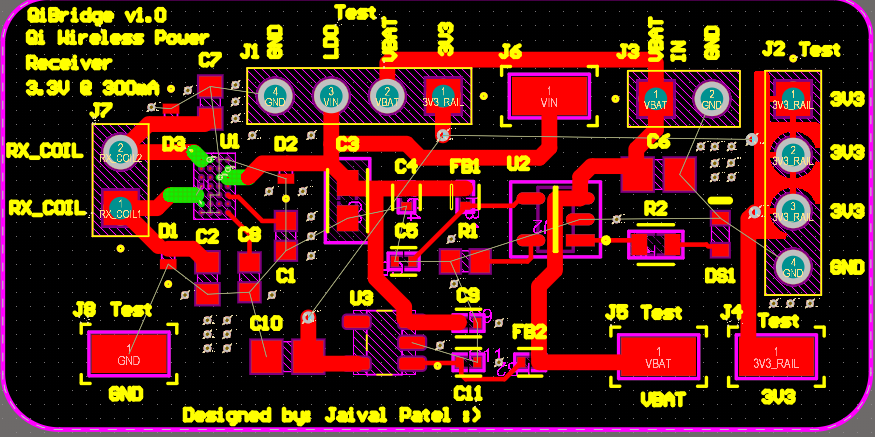 QiBridge v1.0
Qi Wireless Power
Receiver
3.3V @ 300mA
Test
J1
GND
LDO
VBAT
3V3
J6
J3
VBAT
IN
GND
J2 Test
C7
4
GND
3
VIN
2
VBAT
1
3V3_RAIL
1
VIN
1
VBAT
2
GND
1
3V3_RAIL
3V3
J7
RX_COIL
2
RX_COIL2
D3
U1
D2
C3
C4
FB1
U2
C6
2
3V3_RAIL
3V3
RX_COIL
1
RX_COIL1
R2
3
3V3_RAIL
3V3
D1
C2
C8
C1
C5
R1
DS1
4
GND
GND
J8 Test
1
GND
GND
C10
U3
C9
C11
FB2
J5 Test
1
VBAT
VBAT
J4
Test
1
3V3_RAIL
3V3
Designed by: Jaival Patel :)